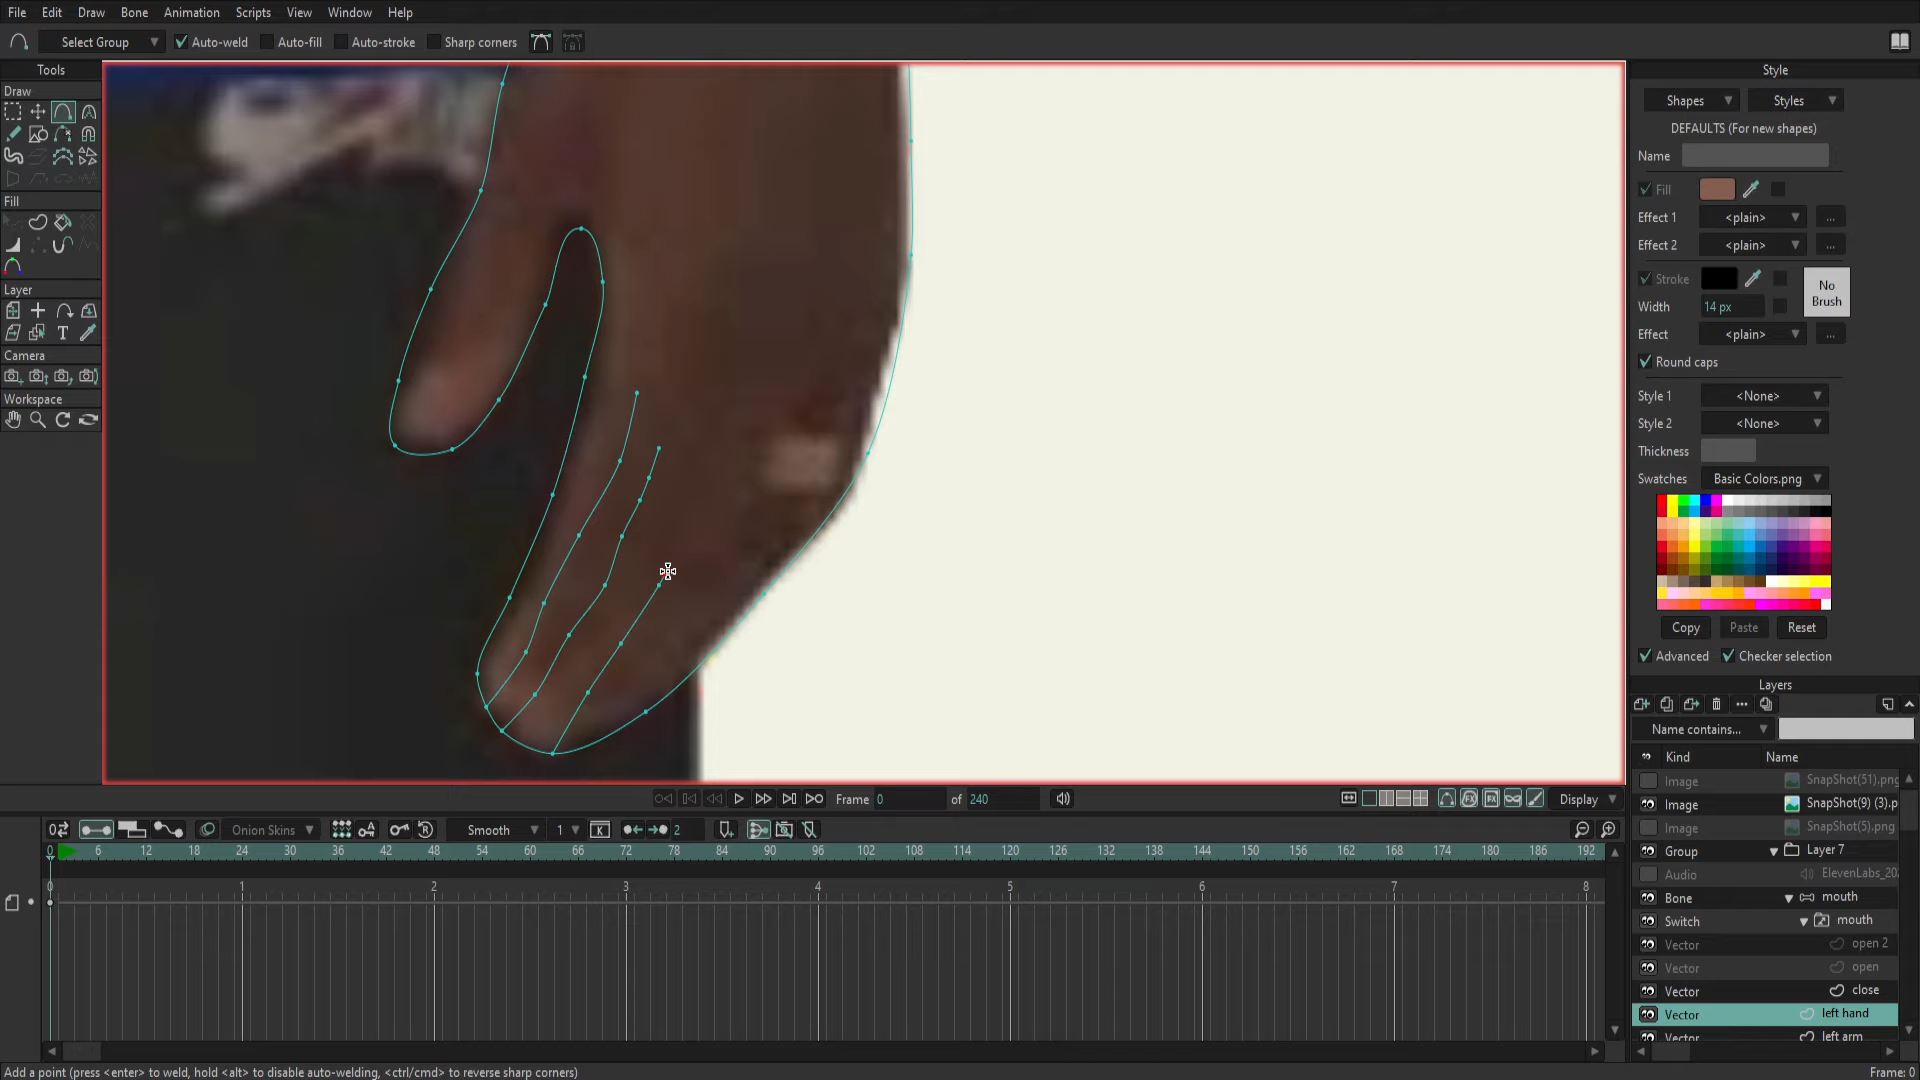 File Edit Draw Bone Animation Scripts View Window Help
Select Group Auto-weld Auto-fill Auto-stroke Sharp corners
Tools
Draw
Fill
Layer
Camera
Workspace
Style
Shapes Styles
DEFAULTS (For new shapes)
Name
Fill
Effect 1 <plain> ...
Effect 2 <plain> ...
Stroke
No
Brush
Width 14 px
Effect <plain> ...
Round caps
Style 1 <None>
Style 2 <None>
Thickness
Swatches Basic Colors.png
Copy Paste Reset
Advanced Checker selection
Layers
Name contains...
Kind Name
Image SnapShot(51).png
Image SnapShot(9) (3).p
Image SnapShot(5).png
Group Layer 7
Audio ElevenLabs_20
Bone mouth
Switch mouth
Vector open 2
Vector open
Vector close
Vector left hand
Vector left arm
Frame 0 of 240 Display
Onion Skins Smooth 1 2
0 6 12 18 24 30 36 42 48 54 60 66 72 78 84 90 96 102 108 114 120 126 132 138 144 150 156 162 168 174 180 186 192
0 1 2 3 4 5 6 7 8
Add a point (press <enter> to weld, hold <alt> to disable auto-welding, <ctrl/cmd> to reverse sharp corners)
Frame: 0